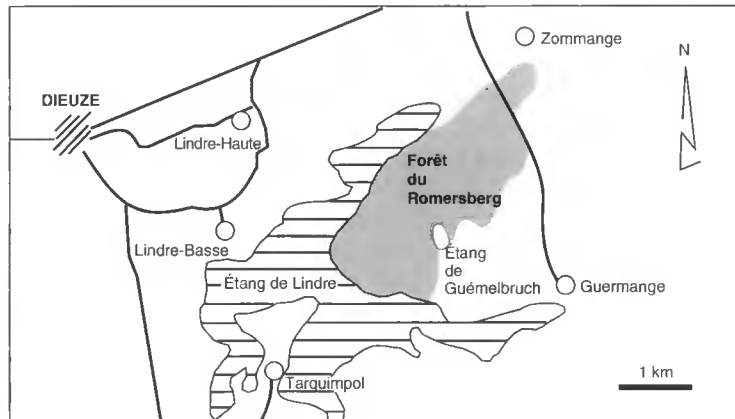 Zommange
N
DIEUZE
Lindre-Haute
Forêt
du
Romersberg
Lindre-Basse
Étang
de
Guémelbruch
Étang de Lindre
Guermange
Tarquimpol
1 km